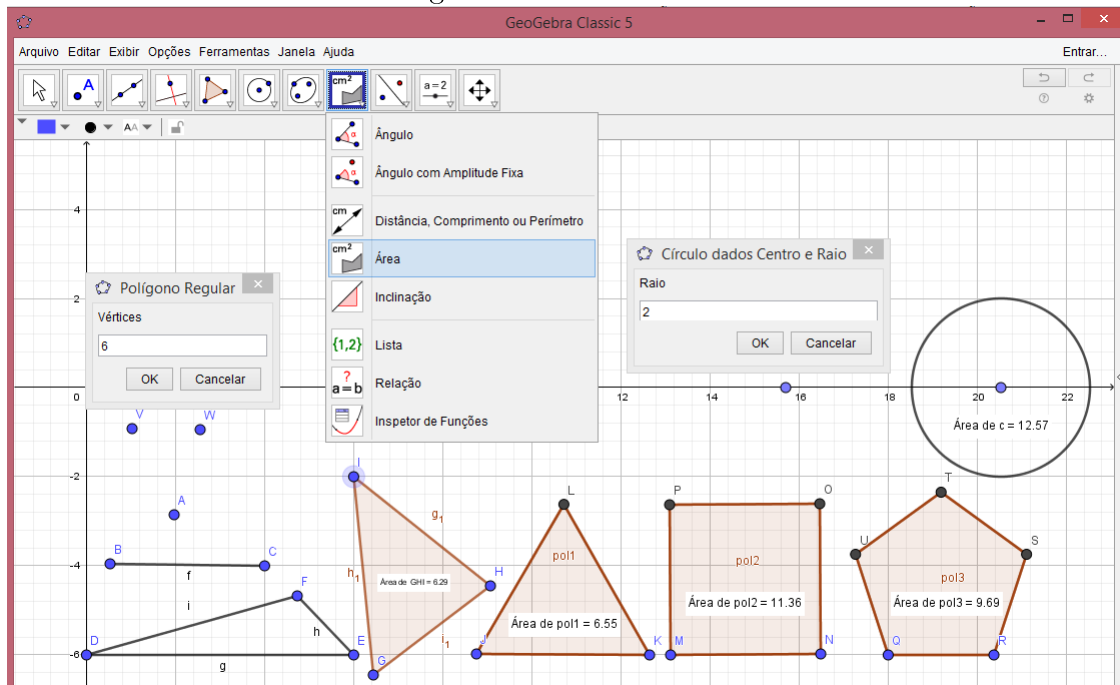 GeoGebra Classic 5
Arquivo Editar Exibir Opções Ferramentas Janela Ajuda
Entrar...
A
cm²
a=2
AA
Ângulo
Ângulo com Amplitude Fixa
cm
Distância, Comprimento ou Perímetro
cm²
Área
Inclinação
{1,2}
Lista
?
a=b
Relação
Inspetor de Funções
Polígono Regular
Vértices
6
OK
Cancelar
Círculo dados Centro e Raio
Raio
2
OK
Cancelar
4
2
0
-2
-4
-6
12
14
16
18
20
22
Área de c = 12.57
V
W
A
B
C
f
F
i
h
D
E
g
I
g₁
h₁
H
i₁
G
Área de GHI = 6.29
L
pol1
Área de pol1 = 6.55
J
K
P
O
pol2
Área de pol2 = 11.36
M
N
T
U
S
pol3
Área de pol3 = 9.69
Q
R